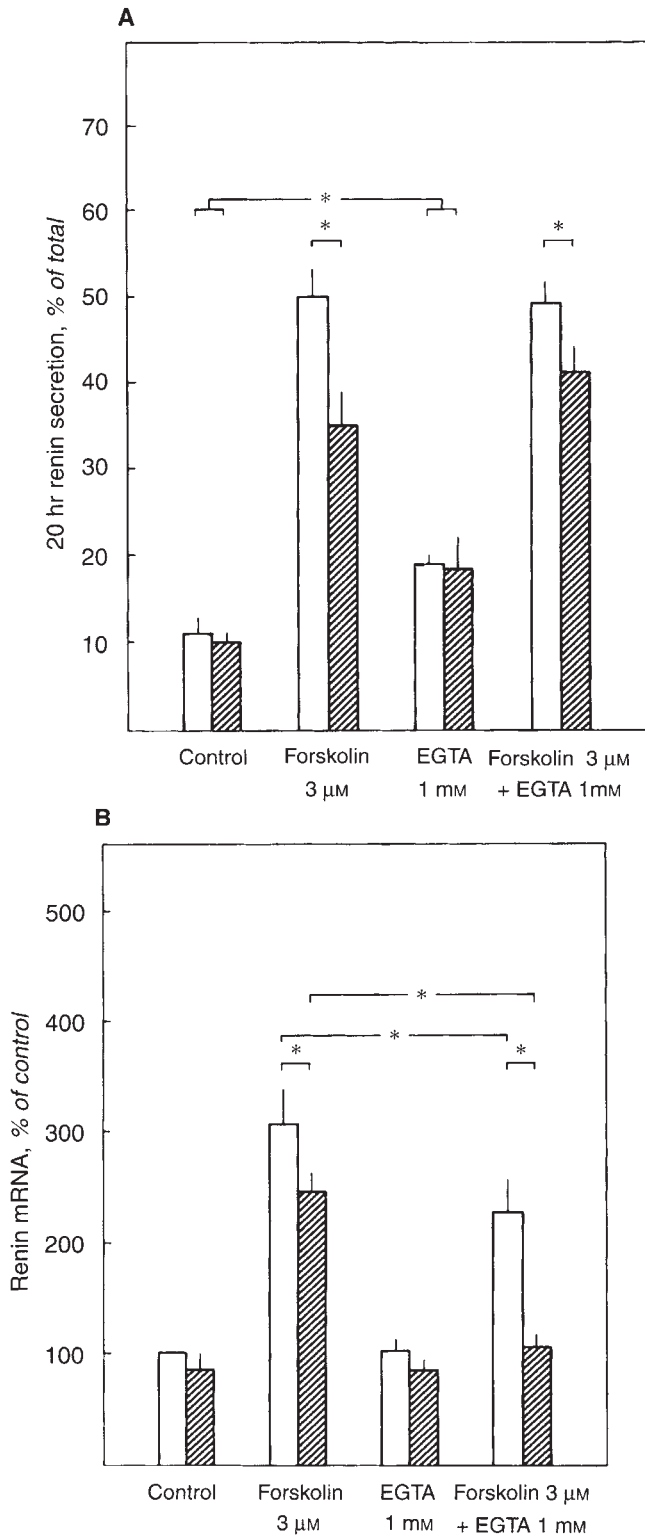 A
20 hr renin secretion, % of total
70
60
50
40
30
20
10
*
*
*
Control
Forskolin
3 µM
EGTA
1 mM
Forskolin 3 µM
+ EGTA 1mM
B
Renin mRNA, % of control
500
400
300
200
100
*
*
*
*
Control
Forskolin
3 µM
EGTA
1 mM
Forskolin 3 µM
+ EGTA 1 mM